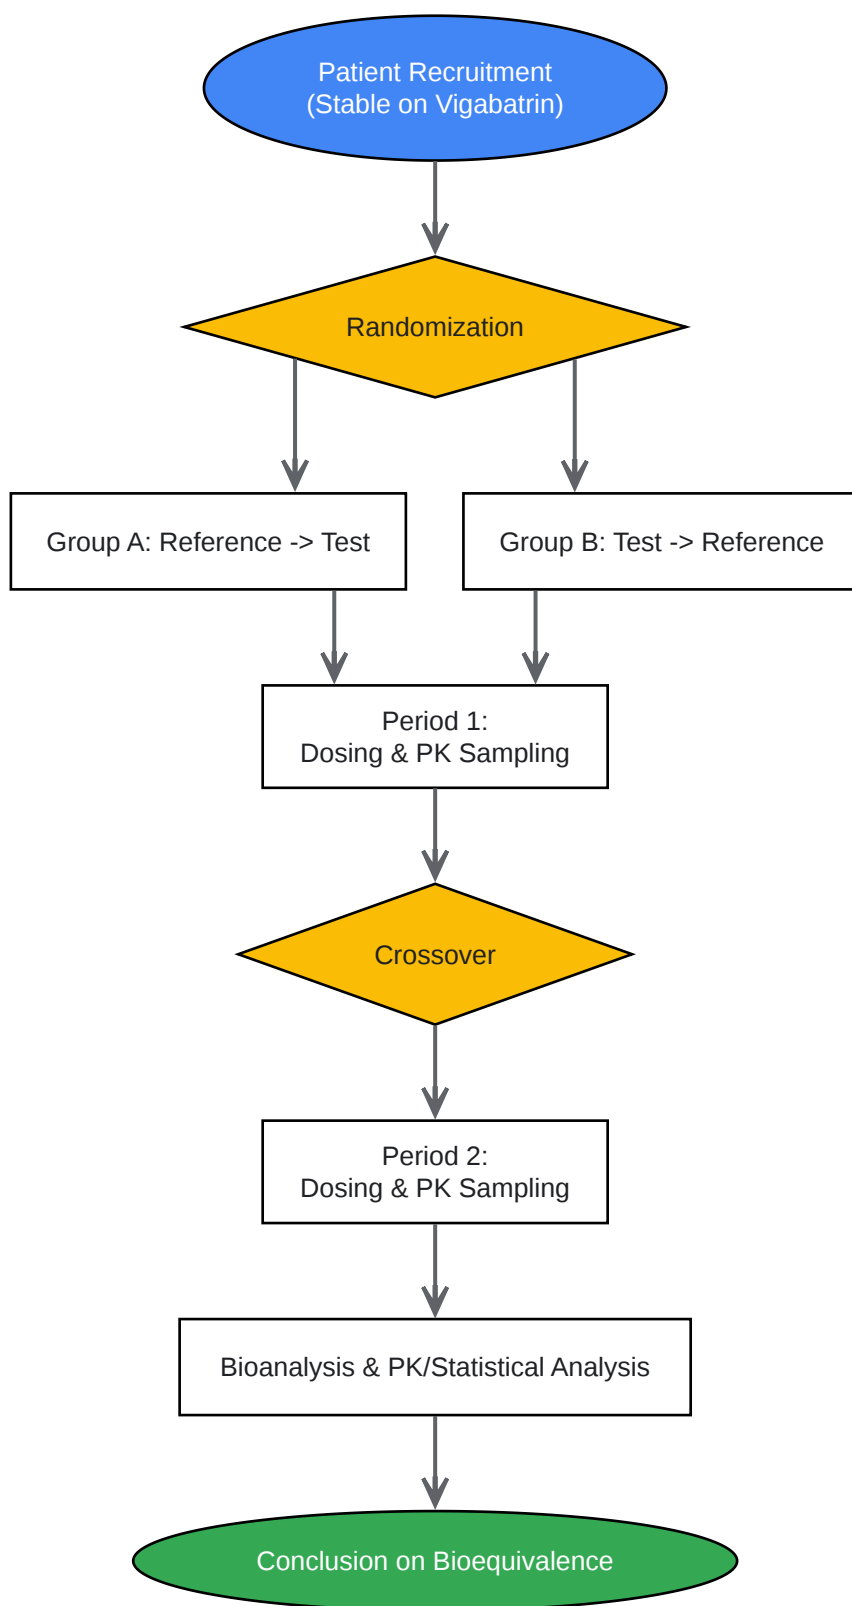 Patient Recruitment
(Stable on Vigabatrin)
Randomization
Group A: Reference -> Test
Group B: Test -> Reference
Period 1:
Dosing & PK Sampling
Crossover
Period 2:
Dosing & PK Sampling
Bioanalysis & PK/Statistical Analysis
Conclusion on Bioequivalence